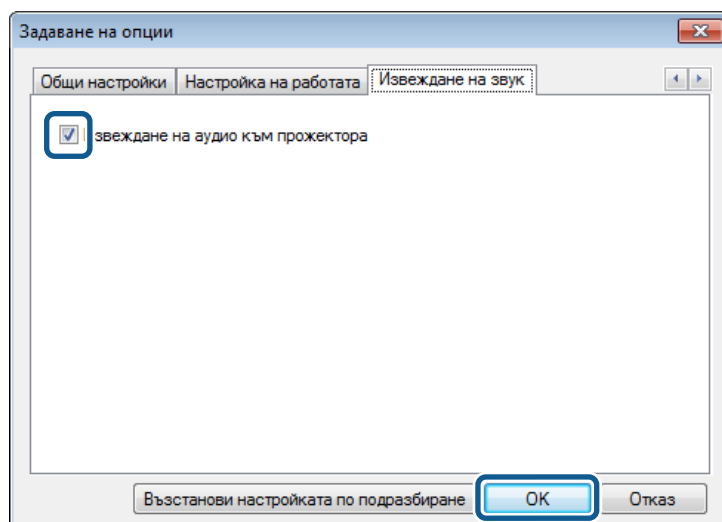 Задаване на опции
Общи настройки Настройка на работата Извеждане на звук
звеждане на аудио към прожектора
Възстанови настройката по подразбиране OK Отказ